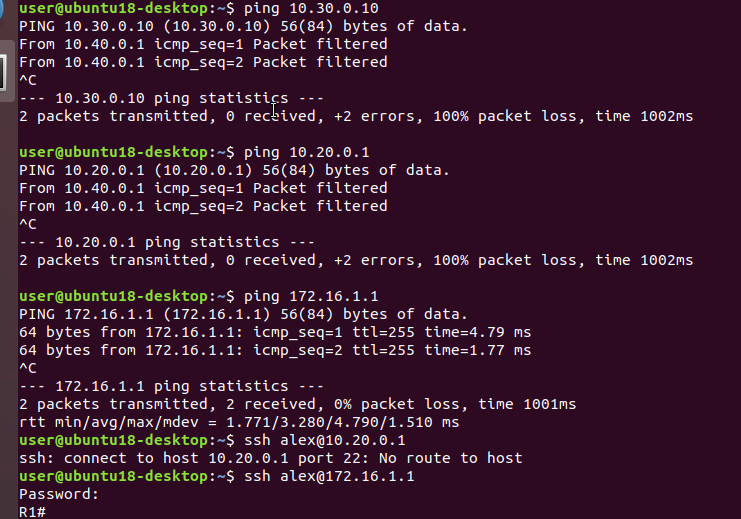 user@ubuntu18-desktop:~$ ping 10.30.0.10
PING 10.30.0.10 (10.30.0.10) 56(84) bytes of data.
From 10.40.0.1 icmp_seq=1 Packet filtered
From 10.40.0.1 icmp_seq=2 Packet filtered
^C
--- 10.30.0.10 ping statistics ---
2 packets transmitted, 0 received, +2 errors, 100% packet loss, time 1002ms
user@ubuntu18-desktop:~$ ping 10.20.0.1
PING 10.20.0.1 (10.20.0.1) 56(84) bytes of data.
From 10.40.0.1 icmp_seq=1 Packet filtered
From 10.40.0.1 icmp_seq=2 Packet filtered
^C
--- 10.20.0.1 ping statistics ---
2 packets transmitted, 0 received, +2 errors, 100% packet loss, time 1002ms
user@ubuntu18-desktop:~$ ping 172.16.1.1
PING 172.16.1.1 (172.16.1.1) 56(84) bytes of data.
64 bytes from 172.16.1.1: icmp_seq=1 ttl=255 time=4.79 ms
64 bytes from 172.16.1.1: icmp_seq=2 ttl=255 time=1.77 ms
^C
--- 172.16.1.1 ping statistics ---
2 packets transmitted, 2 received, 0% packet loss, time 1001ms
rtt min/avg/max/mdev = 1.771/3.280/4.790/1.510 ms
user@ubuntu18-desktop:~$ ssh alex@10.20.0.1
ssh: connect to host 10.20.0.1 port 22: No route to host
user@ubuntu18-desktop:~$ ssh alex@172.16.1.1
Password:
R1#